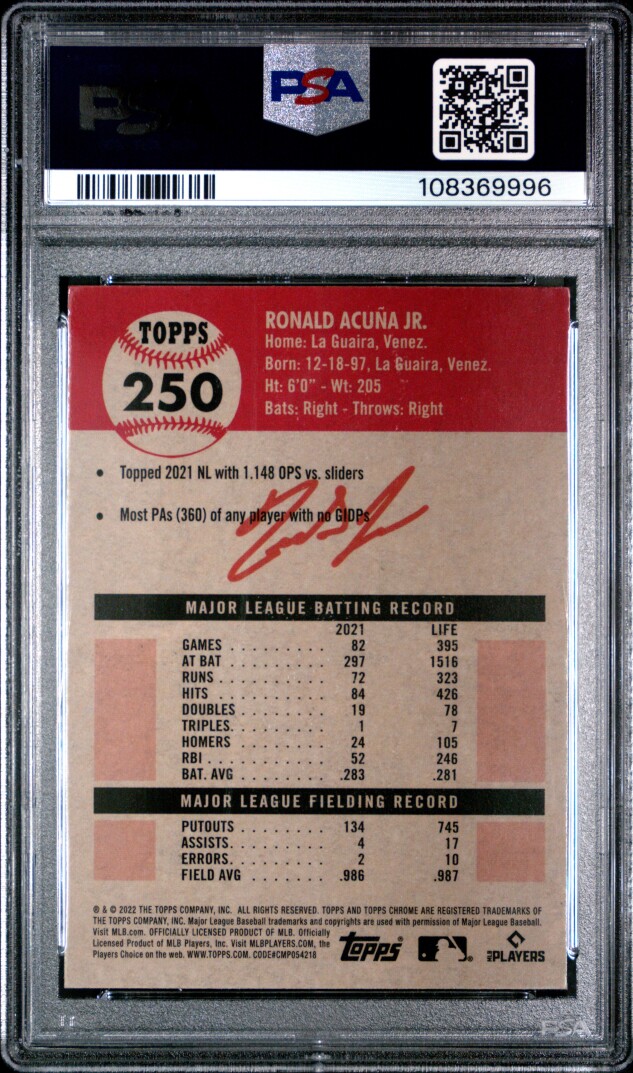 PSA
108369996
TOPPS
250
RONALD ACUÑA JR.
Home: La Guaira, Venez.
Born: 12-18-97, La Guaira, Venez.
Ht: 6'0" - Wt: 205
Bats: Right - Throws: Right
• Topped 2021 NL with 1.148 OPS vs. sliders
• Most PAs (360) of any player with no GIDPs
MAJOR LEAGUE BATTING RECORD
2021 LIFE
GAMES . . . . . . . . . 82 395
AT BAT . . . . . . . . . 297 1516
RUNS . . . . . . . . . . 72 323
HITS . . . . . . . . . . 84 426
DOUBLES . . . . . . . . 19 78
TRIPLES. . . . . . . . . 1 7
HOMERS . . . . . . . . 24 105
RBI . . . . . . . . . . . 52 246
BAT. AVG . . . . . . . . .283 .281
MAJOR LEAGUE FIELDING RECORD
PUTOUTS . . . . . . . . 134 745
ASSISTS. . . . . . . . . 4 17
ERRORS. . . . . . . . . 2 10
FIELD AVG . . . . . . . .986 .987
® & © 2022 THE TOPPS COMPANY, INC. ALL RIGHTS RESERVED. TOPPS AND TOPPS CHROME ARE REGISTERED TRADEMARKS OF
THE TOPPS COMPANY, INC. Major League Baseball trademarks and copyrights are used with permission of Major League Baseball.
Visit MLB.com. OFFICIALLY LICENSED PRODUCT OF MLB. Officially
Licensed Product of MLB Players, Inc. Visit MLBPLAYERS.COM, the
Players Choice on the web. WWW.TOPPS.COM. CODE#CMP054218
topps® ® MLB PLAYERS
PSA